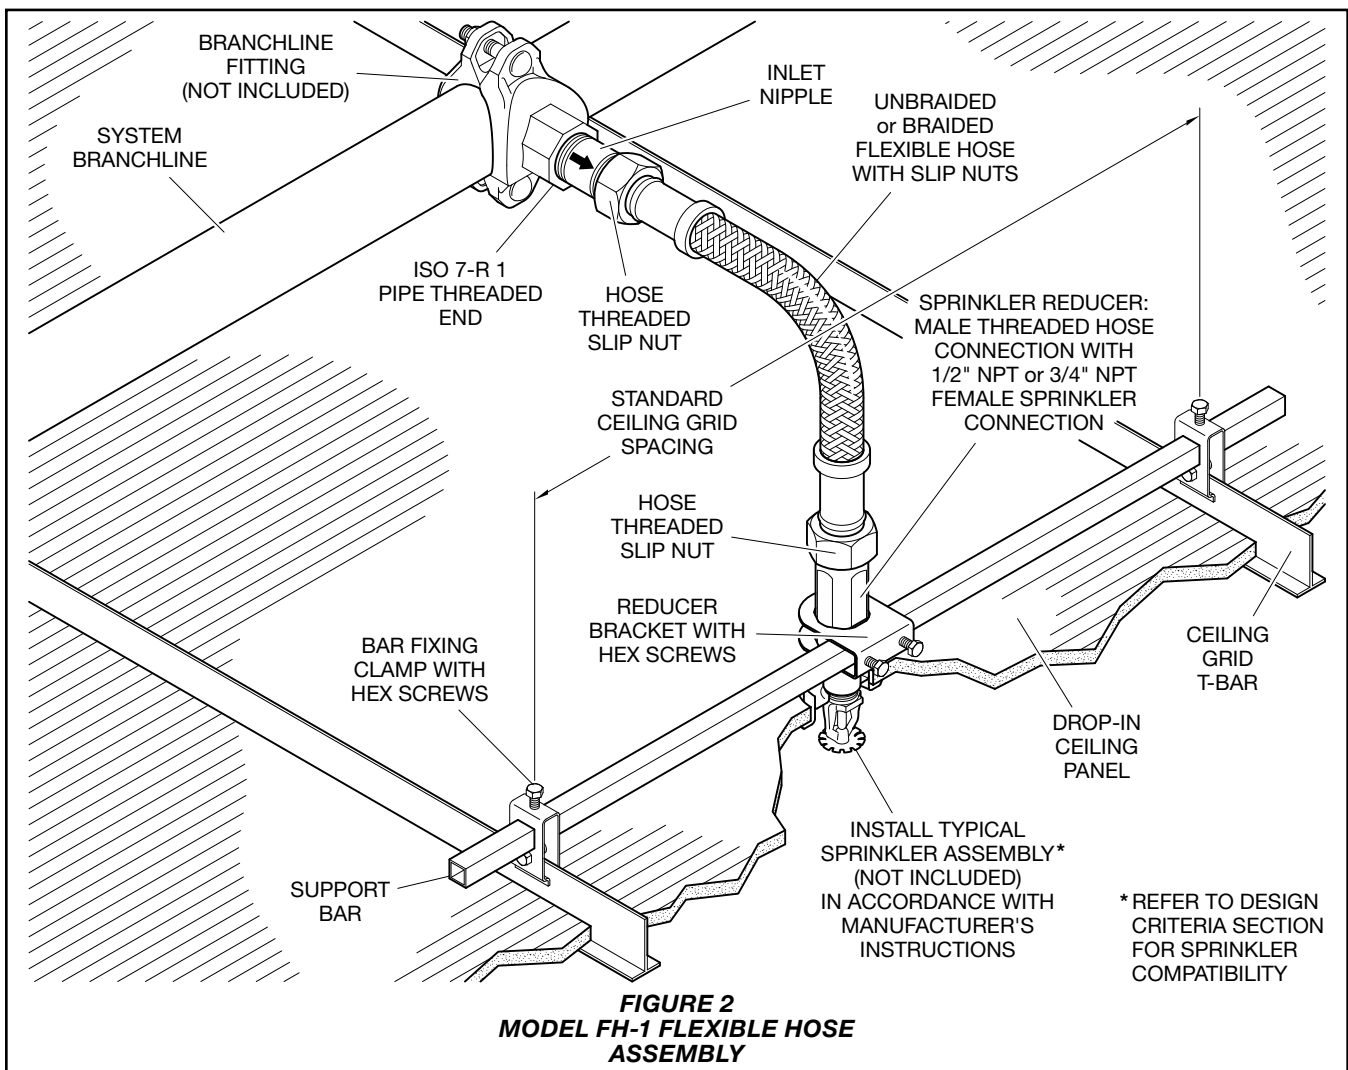 BRANCHLINE
FITTING
(NOT INCLUDED)
SYSTEM
BRANCHLINE
INLET
NIPPLE
UNBRAIDED
or BRAIDED
FLEXIBLE HOSE
WITH SLIP NUTS
ISO 7-R 1
PIPE THREADED
END
HOSE
THREADED
SLIP NUT
SPRINKLER REDUCER:
MALE THREADED HOSE
CONNECTION WITH
1/2" NPT or 3/4" NPT
FEMALE SPRINKLER
CONNECTION
STANDARD
CEILING GRID
SPACING
HOSE
THREADED
SLIP NUT
REDUCER
BRACKET WITH
HEX SCREWS
BAR FIXING
CLAMP WITH
HEX SCREWS
CEILING
GRID
T-BAR
DROP-IN
CEILING
PANEL
SUPPORT
BAR
INSTALL TYPICAL
SPRINKLER ASSEMBLY*
(NOT INCLUDED)
IN ACCORDANCE WITH
MANUFACTURER'S
INSTRUCTIONS
* REFER TO DESIGN
CRITERIA SECTION
FOR SPRINKLER
COMPATIBILITY
FIGURE 2
MODEL FH-1 FLEXIBLE HOSE
ASSEMBLY